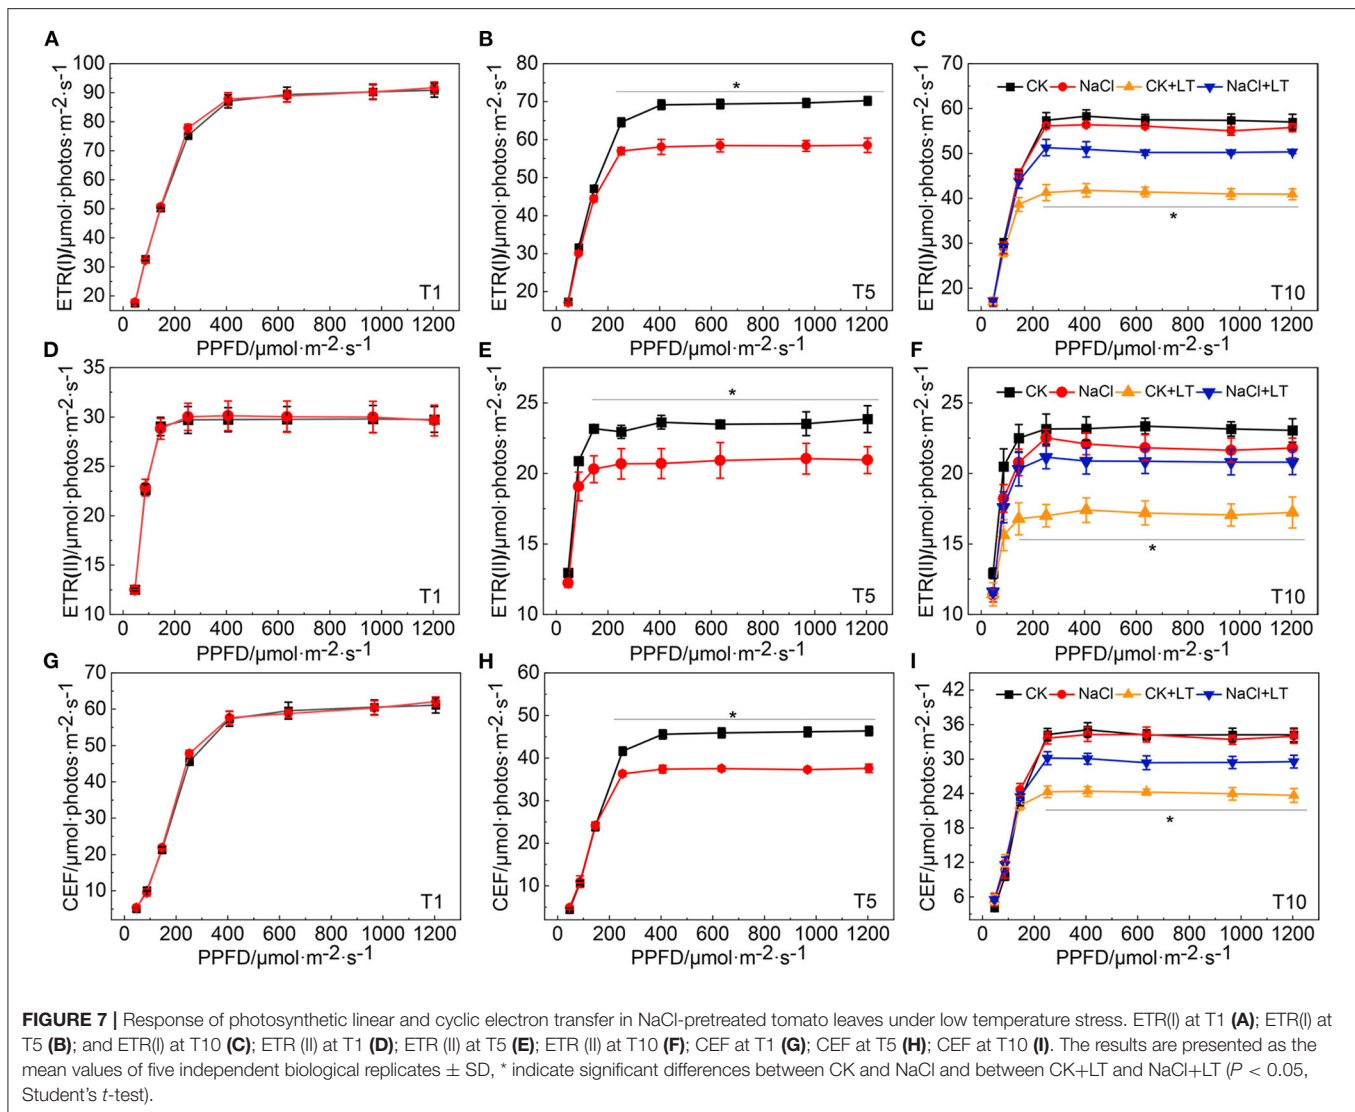 A
100
90
80
70
60
50
40
30
20
ETR(I)/µmol·photos·m-2·s-1
T1
0 200 400 600 800 1000 1200
PPFD/µmol·m-2·s-1
B
80
70
60
50
40
30
20
ETR(I)/µmol·photos·m-2·s-1
*
T5
0 200 400 600 800 1000 1200
PPFD/µmol·m-2·s-1
C
70
60
50
40
30
20
ETR(I)/µmol·photos·m-2·s-1
CK NaCl CK+LT NaCl+LT
*
T10
0 200 400 600 800 1000 1200
PPFD/µmol·m-2·s-1
D
35
30
25
20
15
10
ETR(II)/µmol·photos·m-2·s-1
T1
0 200 400 600 800 1000 1200
PPFD/µmol·m-2·s-1
E
25
20
15
10
ETR(II)/µmol·photos·m-2·s-1
*
T5
0 200 400 600 800 1000 1200
PPFD/µmol·m-2·s-1
F
25
20
15
10
ETR(II)/µmol·photos·m-2·s-1
CK NaCl CK+LT NaCl+LT
*
T10
0 200 400 600 800 1000 1200
PPFD/µmol·m-2·s-1
G
70
60
50
40
30
20
10
CEF/µmol·photos·m-2·s-1
T1
0 200 400 600 800 1000 1200
PPFD/µmol·m-2·s-1
H
60
50
40
30
20
10
CEF/µmol·photos·m-2·s-1
*
T5
0 200 400 600 800 1000 1200
PPFD/µmol·m-2·s-1
I
42
36
30
24
18
12
6
CEF/µmol·photos·m-2·s-1
CK NaCl CK+LT NaCl+LT
*
T10
0 200 400 600 800 1000 1200
PPFD/µmol·m-2·s-1
FIGURE 7 | Response of photosynthetic linear and cyclic electron transfer in NaCl-pretreated tomato leaves under low temperature stress. ETR(I) at T1 (A); ETR(I) at
T5 (B); and ETR(I) at T10 (C); ETR (II) at T1 (D); ETR (II) at T5 (E); ETR (II) at T10 (F); CEF at T1 (G); CEF at T5 (H); CEF at T10 (I). The results are presented as the
mean values of five independent biological replicates ± SD, * indicate significant differences between CK and NaCl and between CK+LT and NaCl+LT (P < 0.05,
Student's t-test).